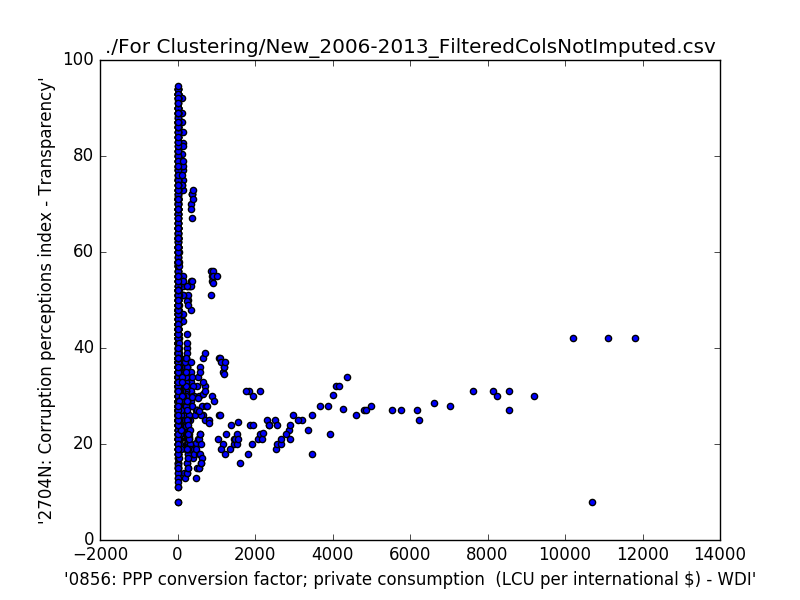 ./For Clustering/New_2006-2013_FilteredColsNotImputed.csv
'2704N: Corruption perceptions index - Transparency'
100
80
60
40
20
0
−2000 0 2000 4000 6000 8000 10000 12000 14000
'0856: PPP conversion factor; private consumption  (LCU per international $) - WDI'